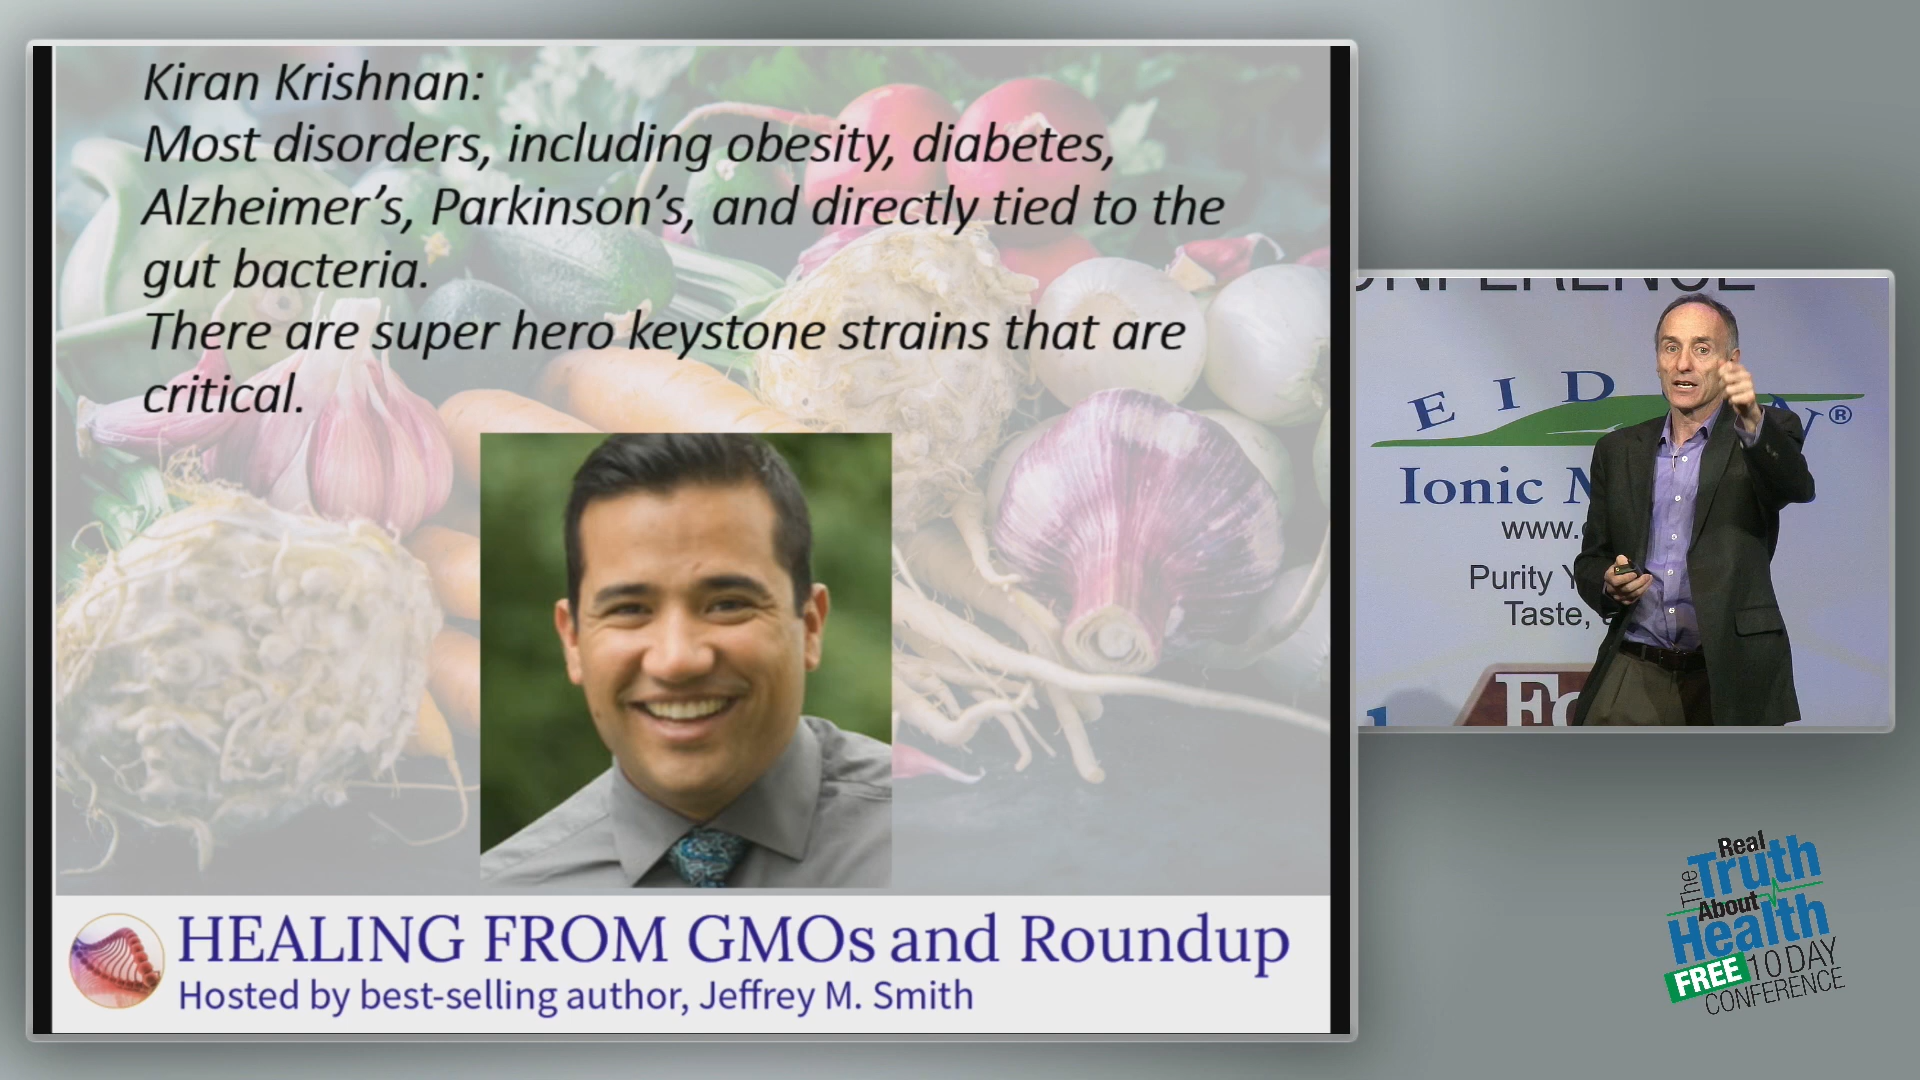 Kiran Krishnan:
Most disorders, including obesity, diabetes,
Alzheimer's, Parkinson's, and directly tied to the
gut bacteria.
There are super hero keystone strains that are
critical.
HEALING FROM GMOs and Roundup
Hosted by best-selling author, Jeffrey M. Smith
CONFERENCE
E I D N®
Ionic M
www.
Purity Y
Taste,
Fo
The Real
Truth
About
Health
FREE 10 DAY
CONFERENCE